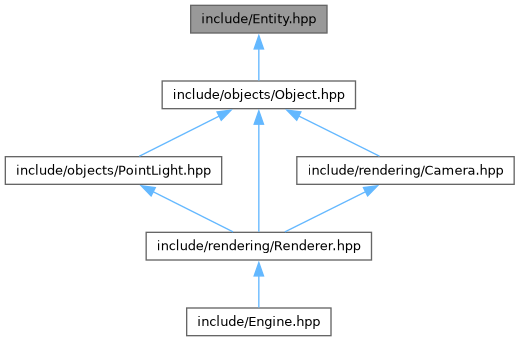 include/Entity.hpp
include/objects/Object.hpp
include/objects/PointLight.hpp
include/rendering/Camera.hpp
include/rendering/Renderer.hpp
include/Engine.hpp